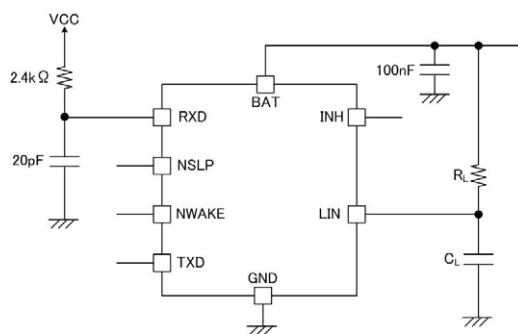 VCC
2.4kΩ
20pF
RXD
NSLP
NWAKE
TXD
BAT
GND
INH
LIN
100nF
RL
CL